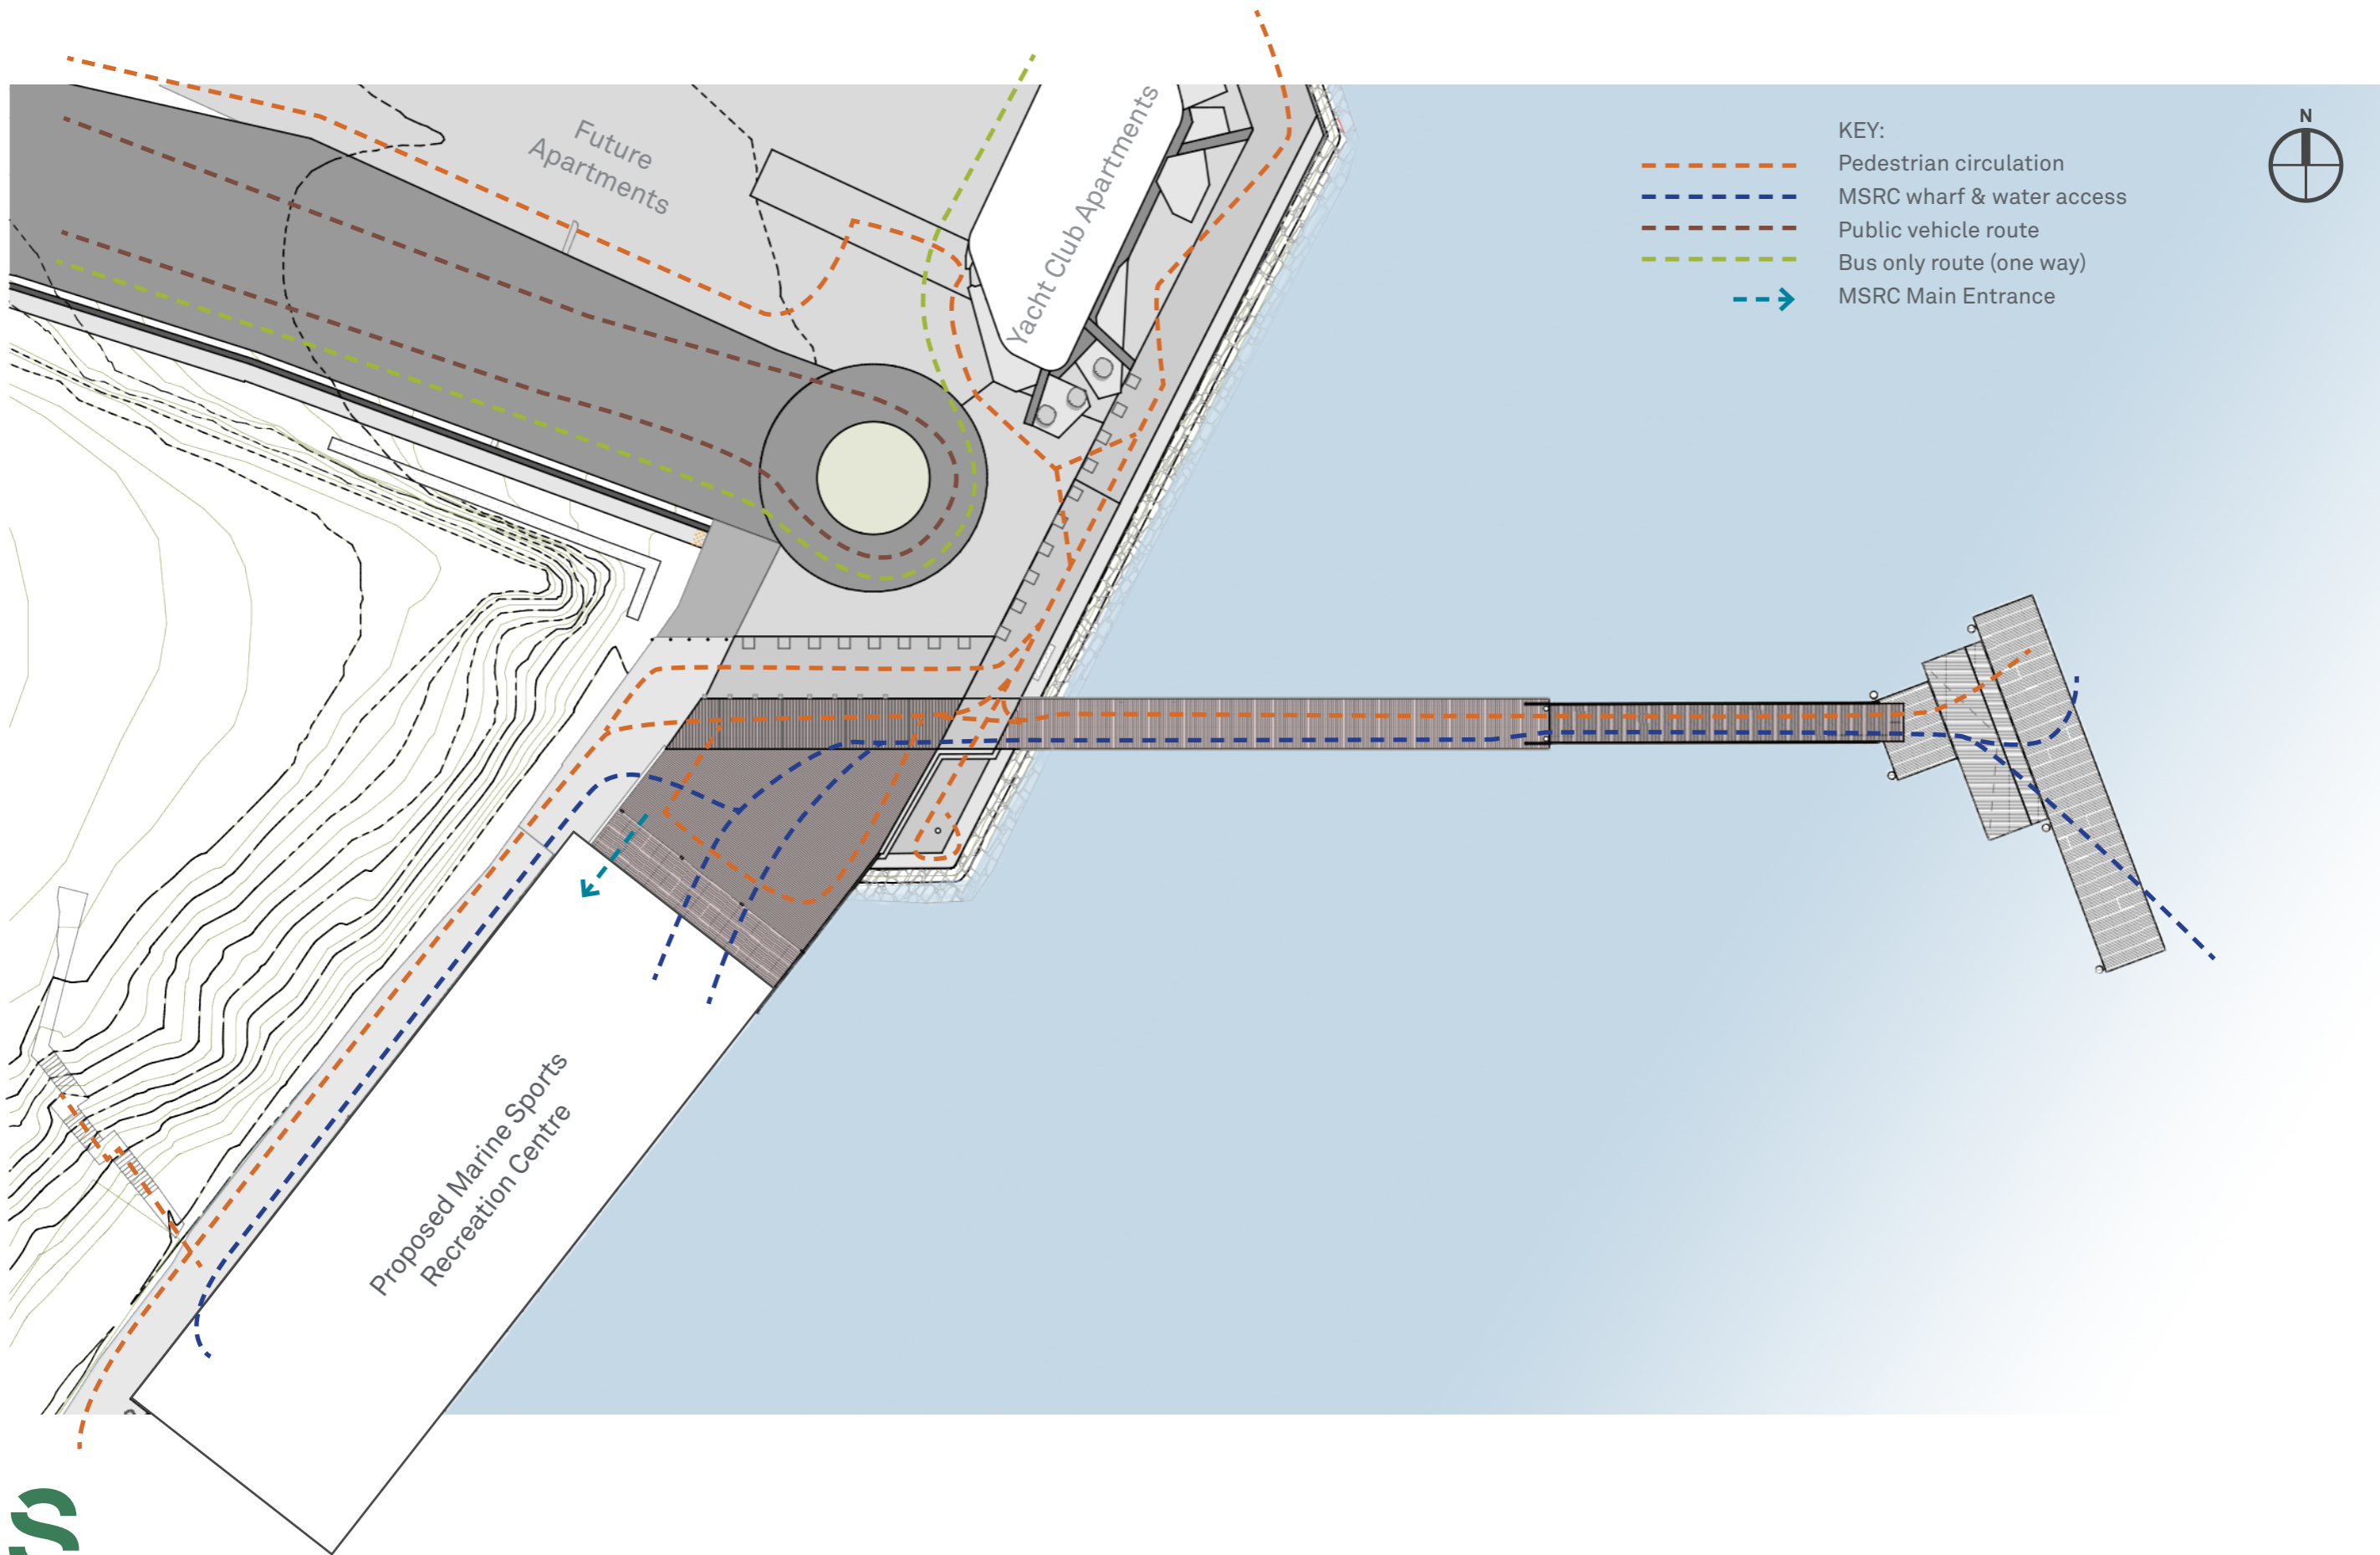 N
KEY:
Pedestrian circulation
MSRC wharf & water access
Public vehicle route
Bus only route (one way)
MSRC Main Entrance
Future
Apartments
Yacht Club Apartments
Proposed Marine Sports
Recreation Centre
S